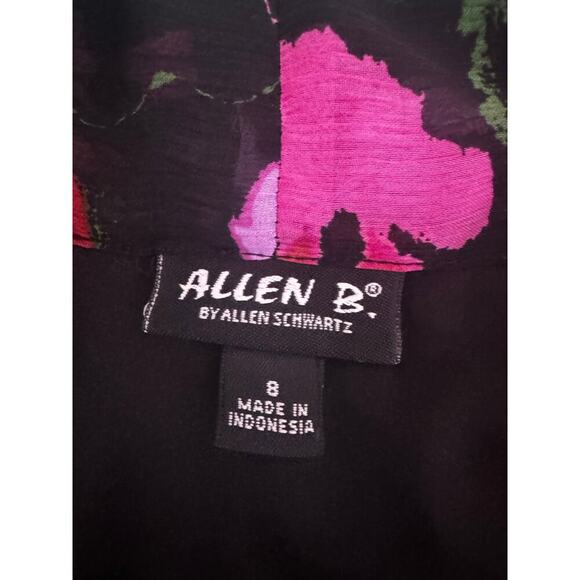 ALLEN B.®
BY ALLEN SCHWARTZ
8
MADE IN
INDONESIA